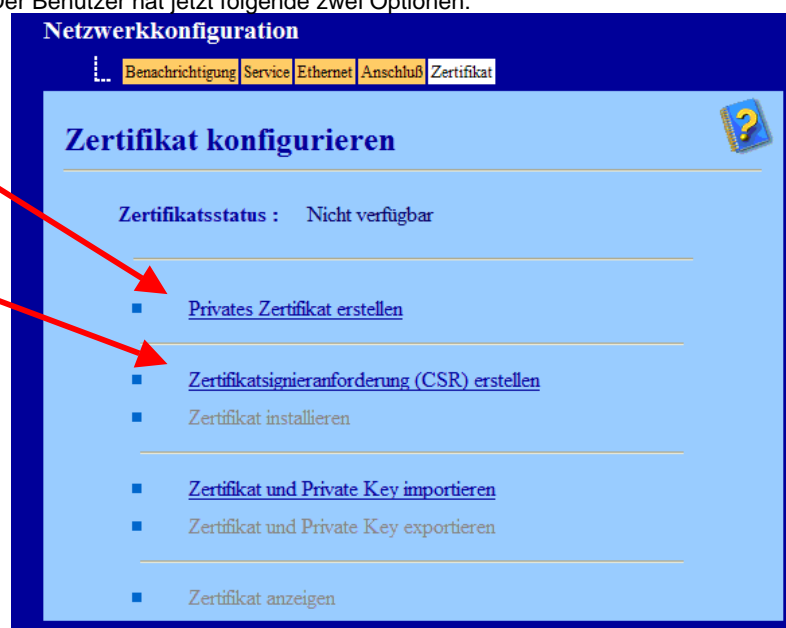 Der Benutzer hat jetzt folgende zwei Optionen:
Netzwerkkonfiguration
Benachrichtigung Service Ethernet Anschluß Zertifikat
Zertifikat konfigurieren
Zertifikatsstatus : Nicht verfügbar
Privates Zertifikat erstellen
Zertifikatsignieranforderung (CSR) erstellen
Zertifikat installieren
Zertifikat und Private Key importieren
Zertifikat und Private Key exportieren
Zertifikat anzeigen